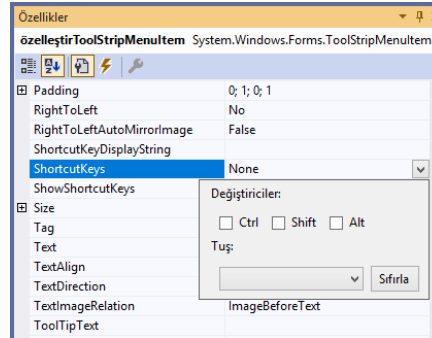 Özellikler
özelleştirToolStripMenuItem System.Windows.Forms.ToolStripMenuItem
Padding 0; 1; 0; 1
RightToLeft No
RightToLeftAutoMirrorImage False
ShortcutKeyDisplayString
ShortcutKeys None
ShowShortcutKeys
Değiştiriciler:
Size
Ctrl Shift Alt
Tag
Text
Tuş:
TextAlign
Sıfırla
TextDirection
TextImageRelation ImageBeforeText
ToolTipText